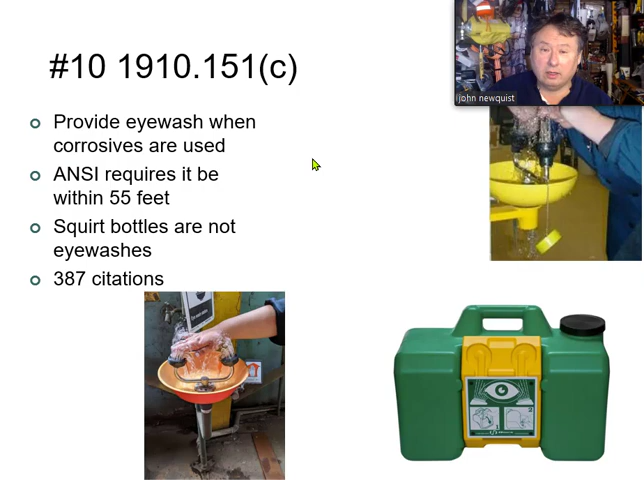 #10 1910.151(c)
john newquist
Provide eyewash when
corrosives are used
ANSI requires it be
within 55 feet
Squirt bottles are not
eyewashes
387 citations